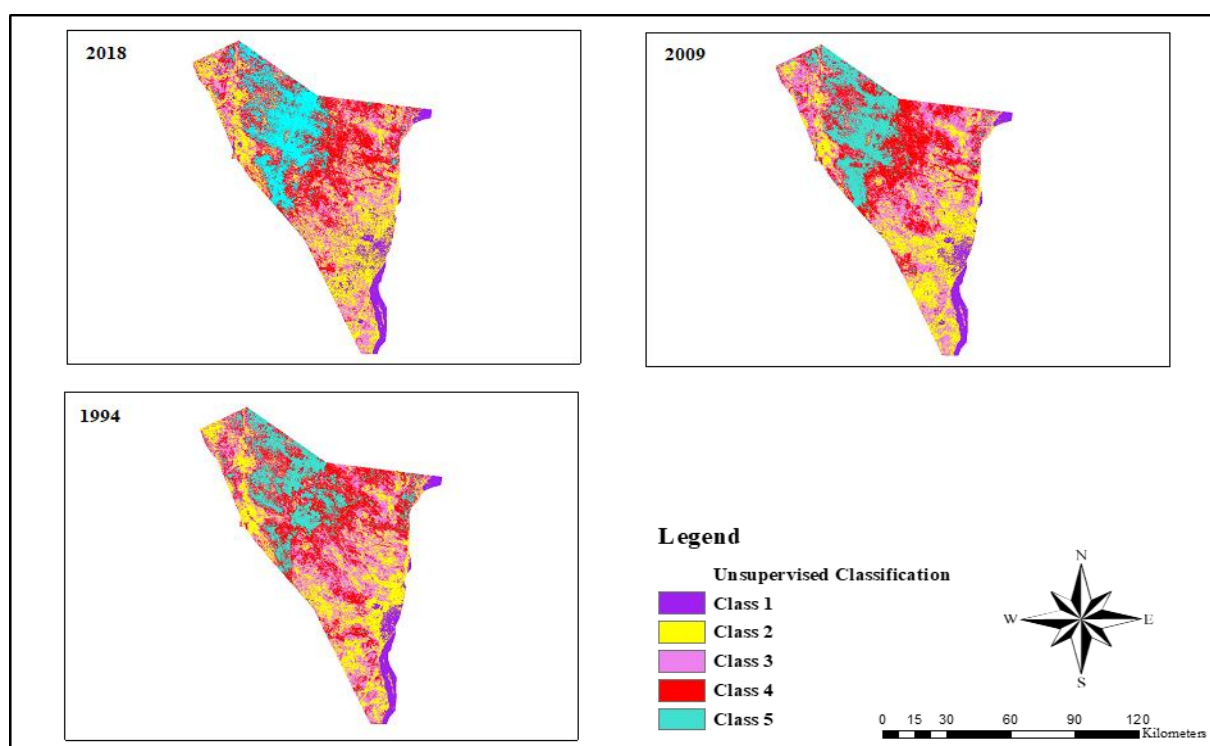 2018
2009
1994
Legend
Unsupervised Classification
Class 1
Class 2
Class 3
Class 4
Class 5
N
W
E
S
0 15 30 60 90 120
Kilometers